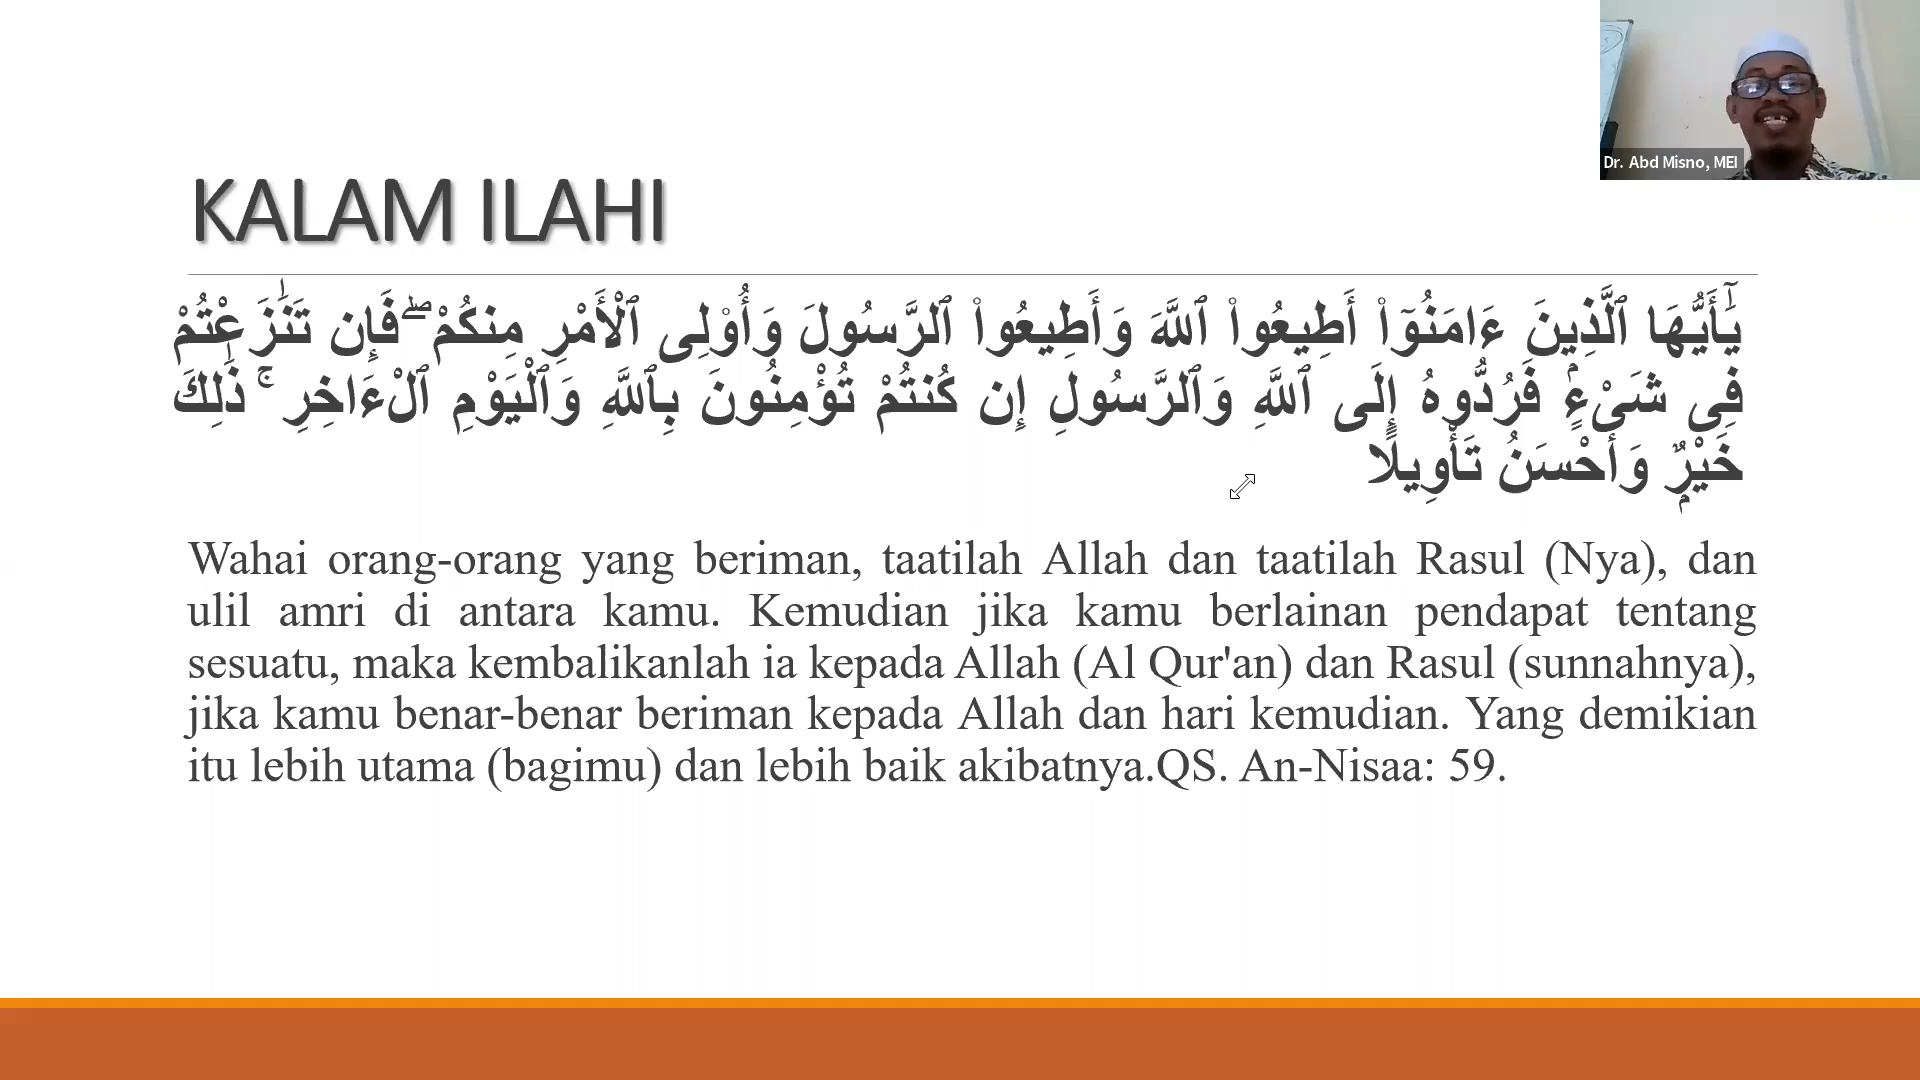 Dr. Abd Misno, MEI
KALAM ILAHI
يَٰٓأَيُّهَا ٱلَّذِينَ ءَامَنُوٓا۟ أَطِيعُوا۟ ٱللَّهَ وَأَطِيعُوا۟ ٱلرَّسُولَ وَأُو۟لِى ٱلْأَمْرِ مِنكُمْ ۖ فَإِن تَنَٰزَعْتُمْ
فِى شَىْءٍۢ فَرُدُّوهُ إِلَى ٱللَّهِ وَٱلرَّسُولِ إِن كُنتُمْ تُؤْمِنُونَ بِٱللَّهِ وَٱلْيَوْمِ ٱلْءَاخِرِ ۚ ذَٰلِكَ
خَيْرٌۭ وَأَحْسَنُ تَأْوِيلًا
Wahai orang-orang yang beriman, taatilah Allah dan taatilah Rasul (Nya), dan
ulil amri di antara kamu. Kemudian jika kamu berlainan pendapat tentang
sesuatu, maka kembalikanlah ia kepada Allah (Al Qur'an) dan Rasul (sunnahnya),
jika kamu benar-benar beriman kepada Allah dan hari kemudian. Yang demikian
itu lebih utama (bagimu) dan lebih baik akibatnya.QS. An-Nisaa: 59.